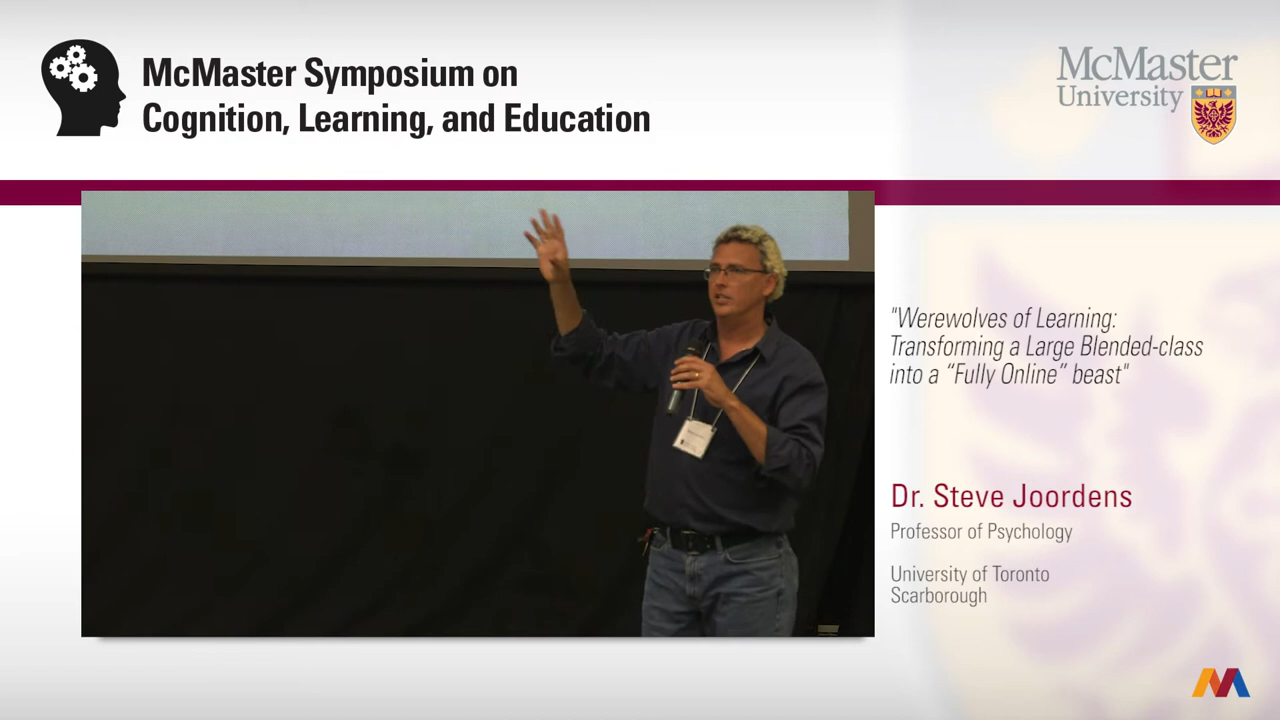 McMaster Symposium on
Cognition, Learning, and Education
McMaster
University
"Werewolves of Learning:
Transforming a Large Blended-class
into a “Fully Online” beast"
Dr. Steve Joordens
Professor of Psychology
University of Toronto
Scarborough